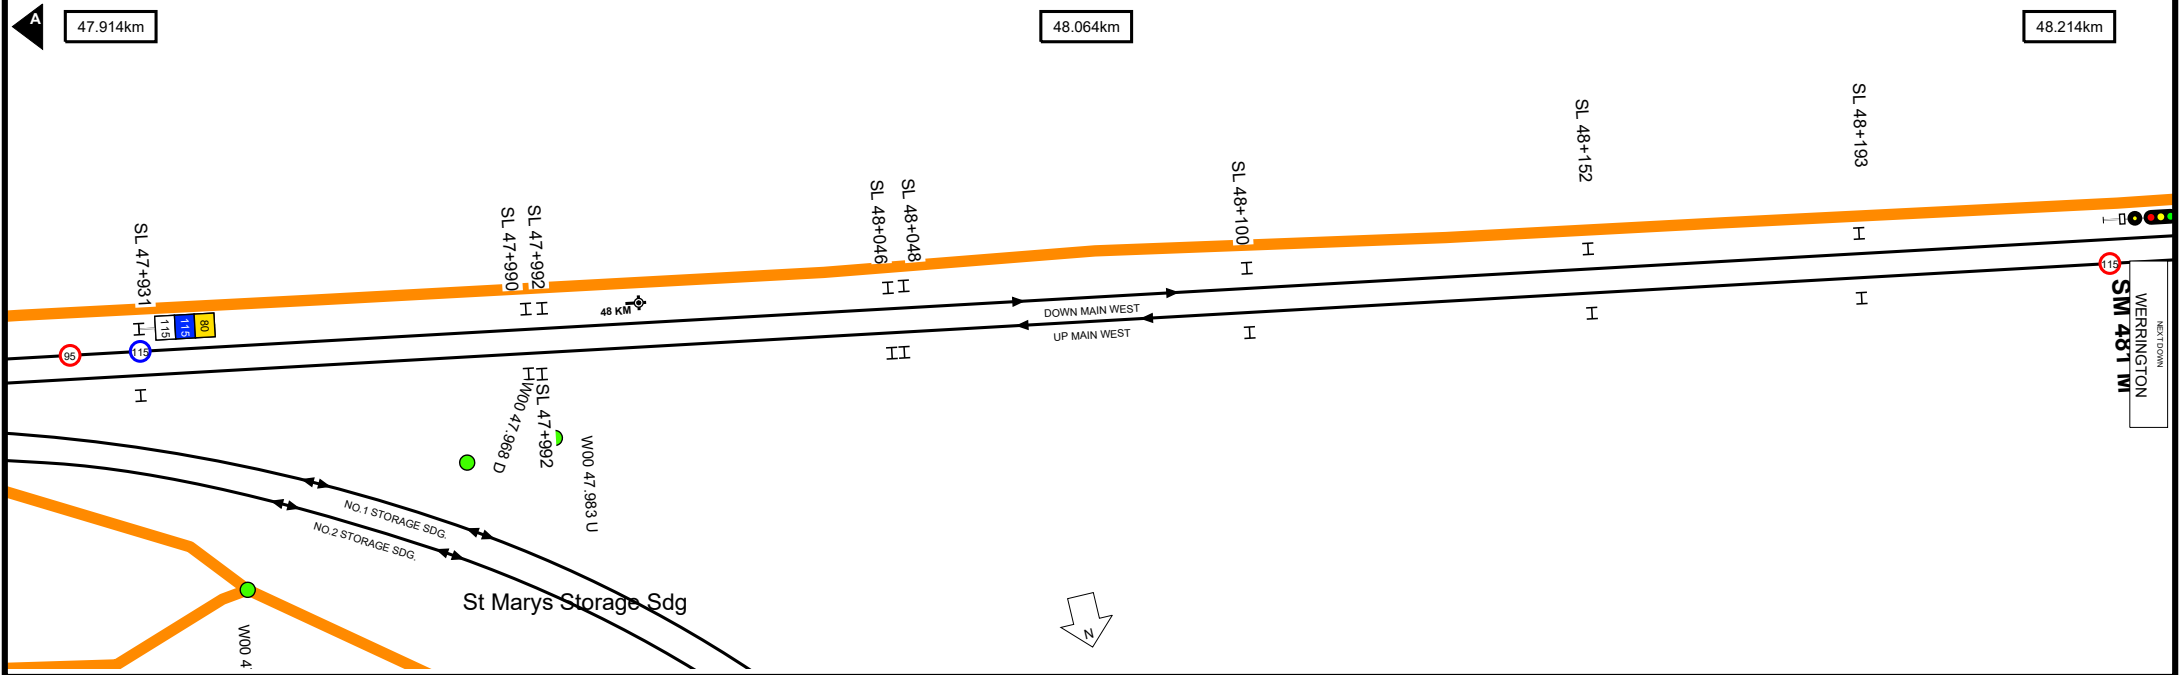 A
47.914km
48.064km
48.214km
SL 47+931
SL 47+990
SL 47+992
SL 48+046
SL 48+048
SL 48+100
SL 48+152
SL 48+193
115
115
80
95
115
48 KM
DOWN MAIN WEST
UP MAIN WEST
115
SM 481 M
NEXT DOWN
WERRINGTON
W00 47.968 D
SL 47+992
W00 47.983 U
NO.1 STORAGE SDG.
NO.2 STORAGE SDG.
St Marys Storage Sdg
W00 4
N